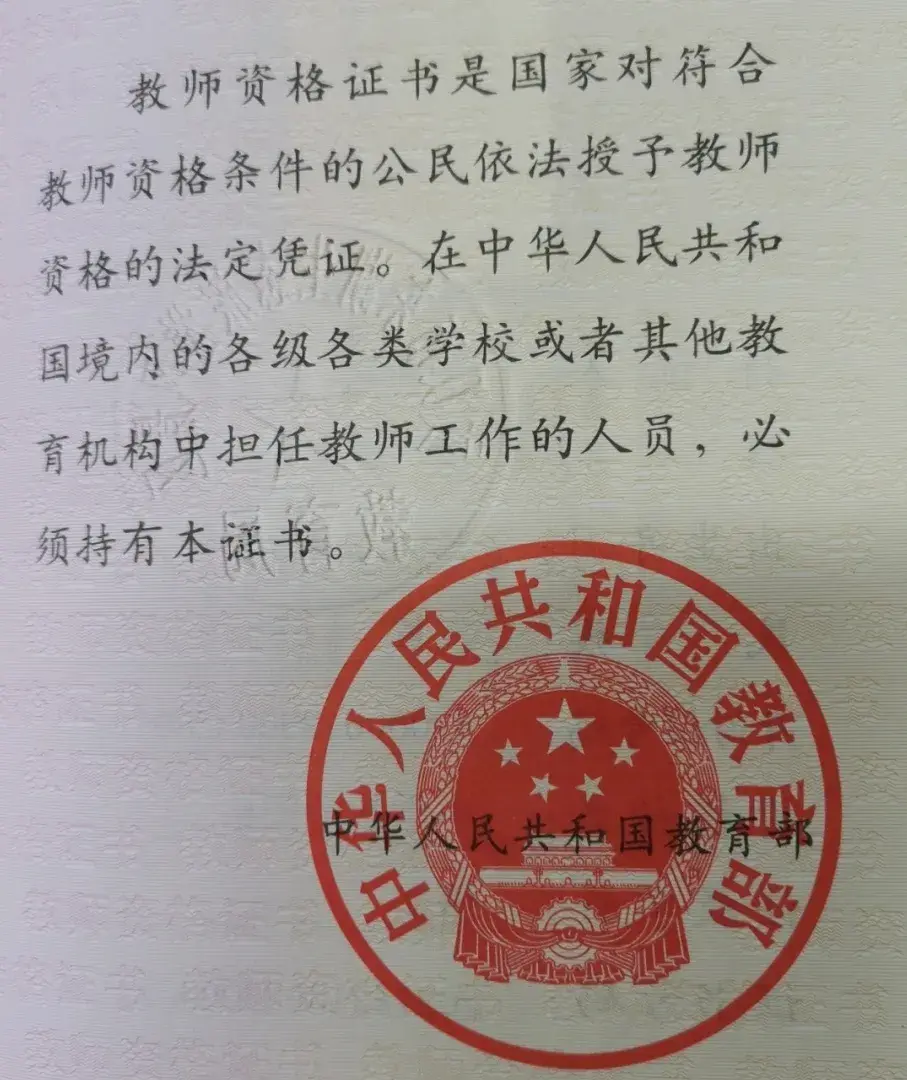 教师资格证书是国家对符合
教师资格条件的公民依法授予教师
资格的法定凭证。在中华人民共和
国境内的各级各类学校或者其他教
育机构中担任教师工作的人员，必
须持有本证书。
中华人民共和国教育部
中华人民共和国教育部